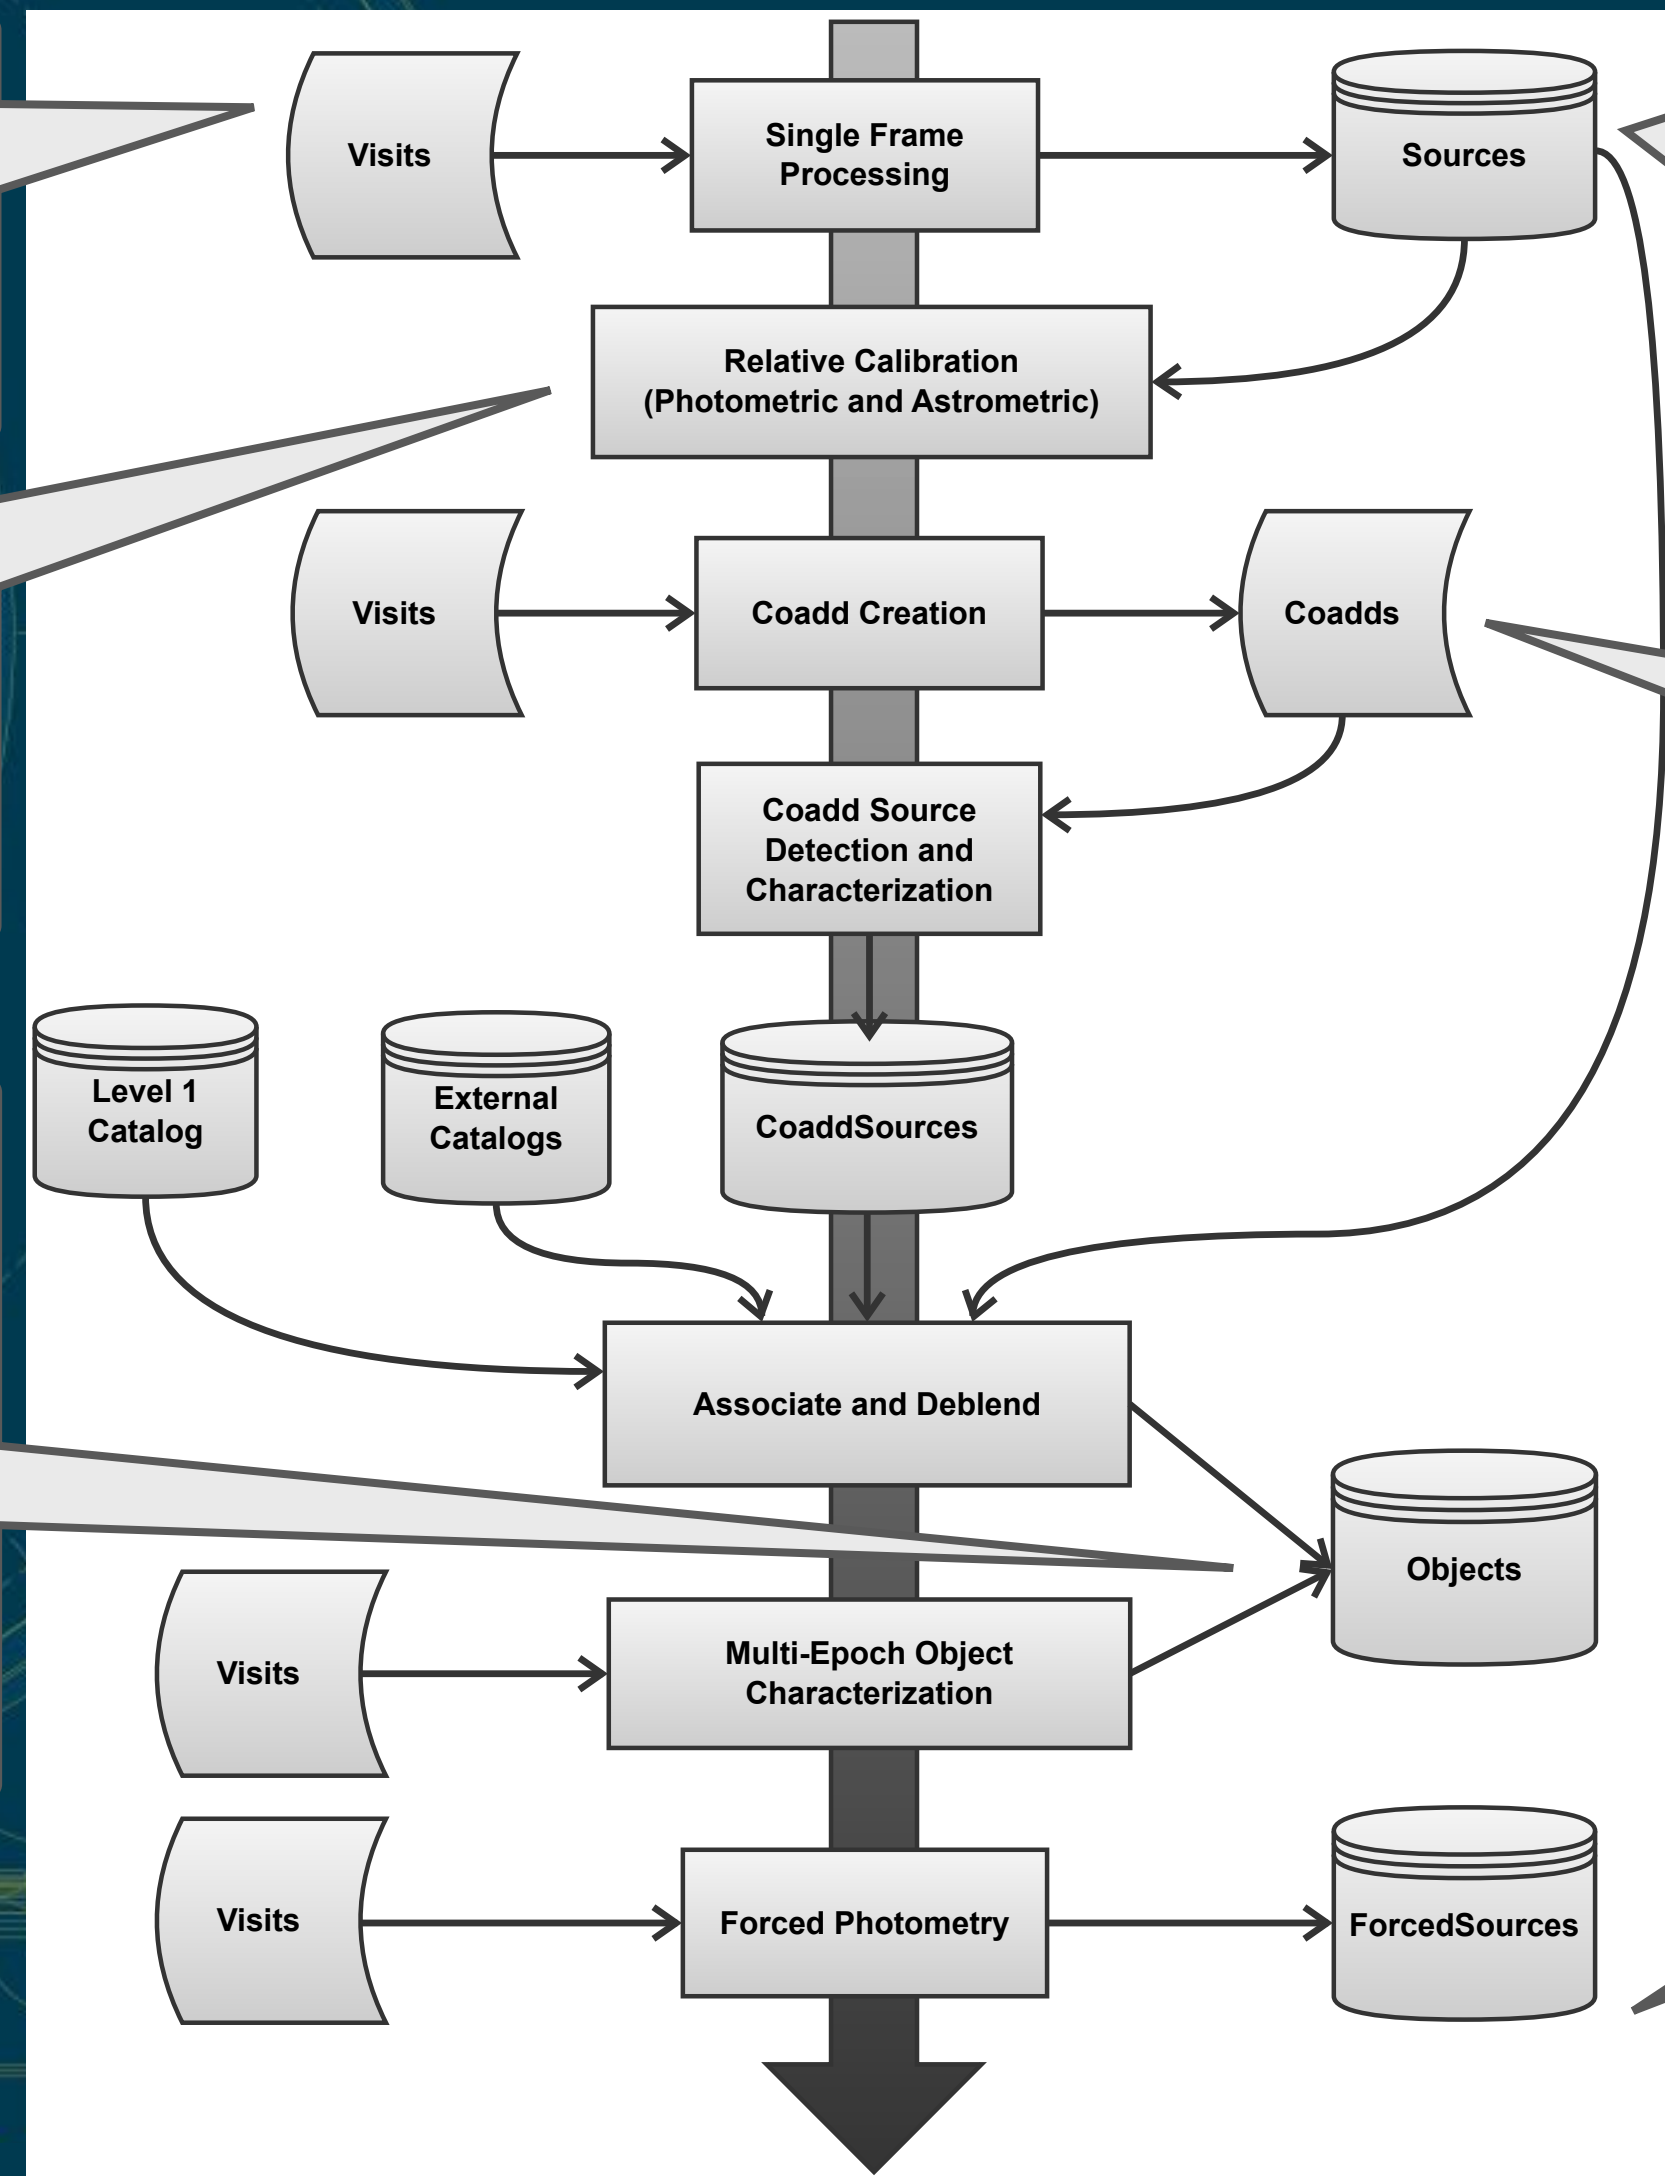 Visits
Single Frame
Processing
Sources
Relative Calibration
(Photometric and Astrometric)
Visits
Coadd Creation
Coadds
Coadd Source
Detection and
Characterization
Level 1
Catalog
External
Catalogs
CoaddSources
Associate and Deblend
Objects
Visits
Multi-Epoch Object
Characterization
Visits
Forced Photometry
ForcedSources